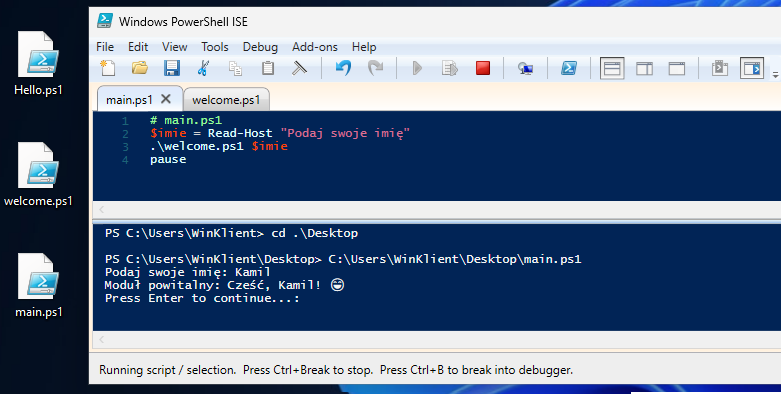 Windows PowerShell ISE
File Edit View Tools Debug Add-ons Help
Hello.ps1
main.ps1 welcome.ps1
1 # main.ps1
2 $imie = Read-Host "Podaj swoje imię"
3 .\welcome.ps1 $imie
4 pause
welcome.ps1
PS C:\Users\WinKlient> cd .\Desktop
PS C:\Users\WinKlient\Desktop> C:\Users\WinKlient\Desktop\main.ps1
Podaj swoje imię: Kamil
Moduł powitalny: Cześć, Kamil! 😄
Press Enter to continue...:
main.ps1
Running script / selection. Press Ctrl+Break to stop. Press Ctrl+B to break into debugger.